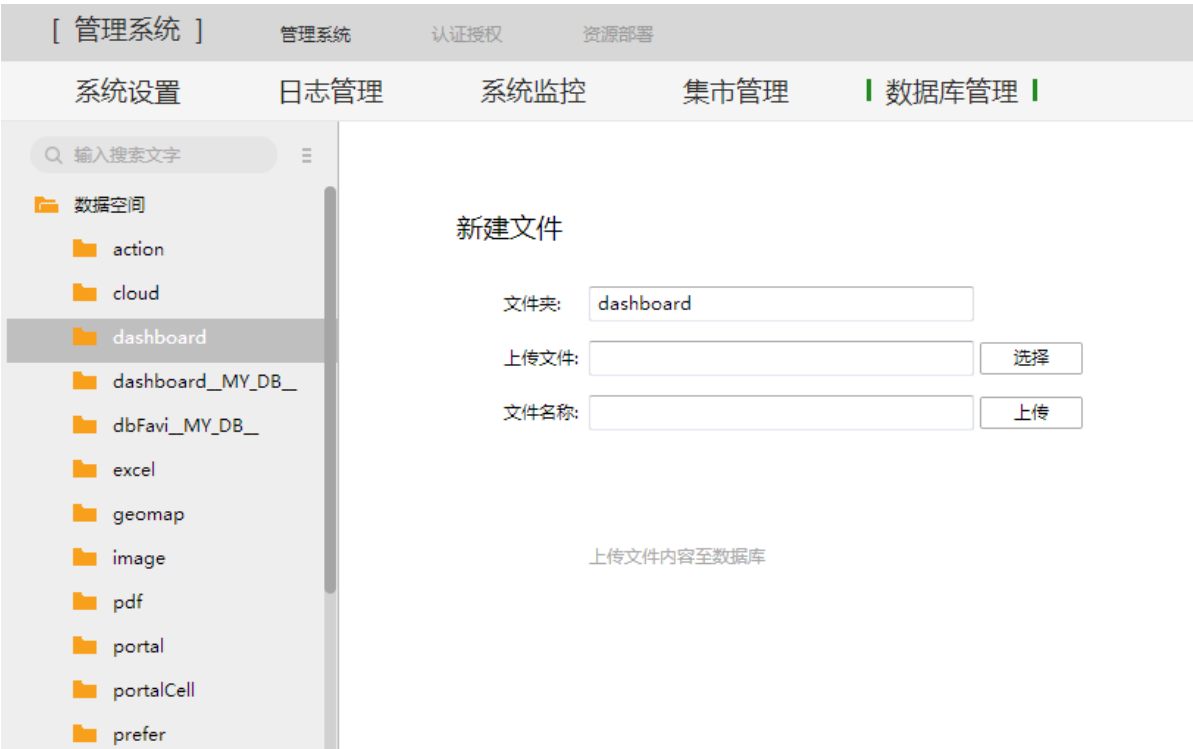 [ 管理系统 ] 管理系统 认证授权 资源部署
系统设置 日志管理 系统监控 集市管理 数据库管理
输入搜索文字
数据空间
action
cloud
dashboard
dashboard__MY_DB__
dbFavi__MY_DB__
excel
geomap
image
pdf
portal
portalCell
prefer
新建文件
文件夹: dashboard
上传文件: 选择
文件名称: 上传
上传文件内容至数据库